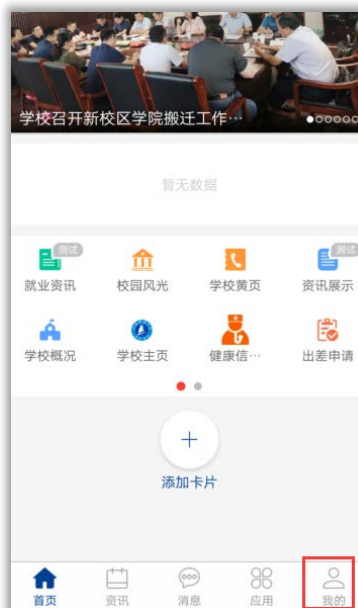 学校召开新校区学院搬迁工作…
暂无数据
测试 测试
就业资讯 校园风光 学校黄页 资讯展示
学校概况 学校主页 健康信… 出差申请
添加卡片
首页 资讯 消息 应用 我的